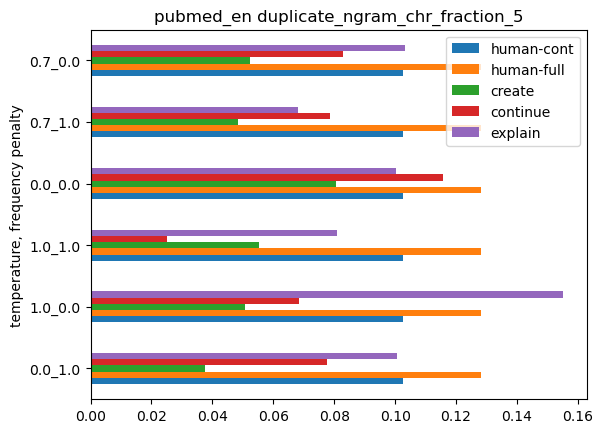 pubmed_en duplicate_ngram_chr_fraction_5
human-cont
human-full
create
continue
explain
temperature, frequency penalty
0.7_0.0
0.7_1.0
0.0_0.0
1.0_1.0
1.0_0.0
0.0_1.0
0.00 0.02 0.04 0.06 0.08 0.10 0.12 0.14 0.16